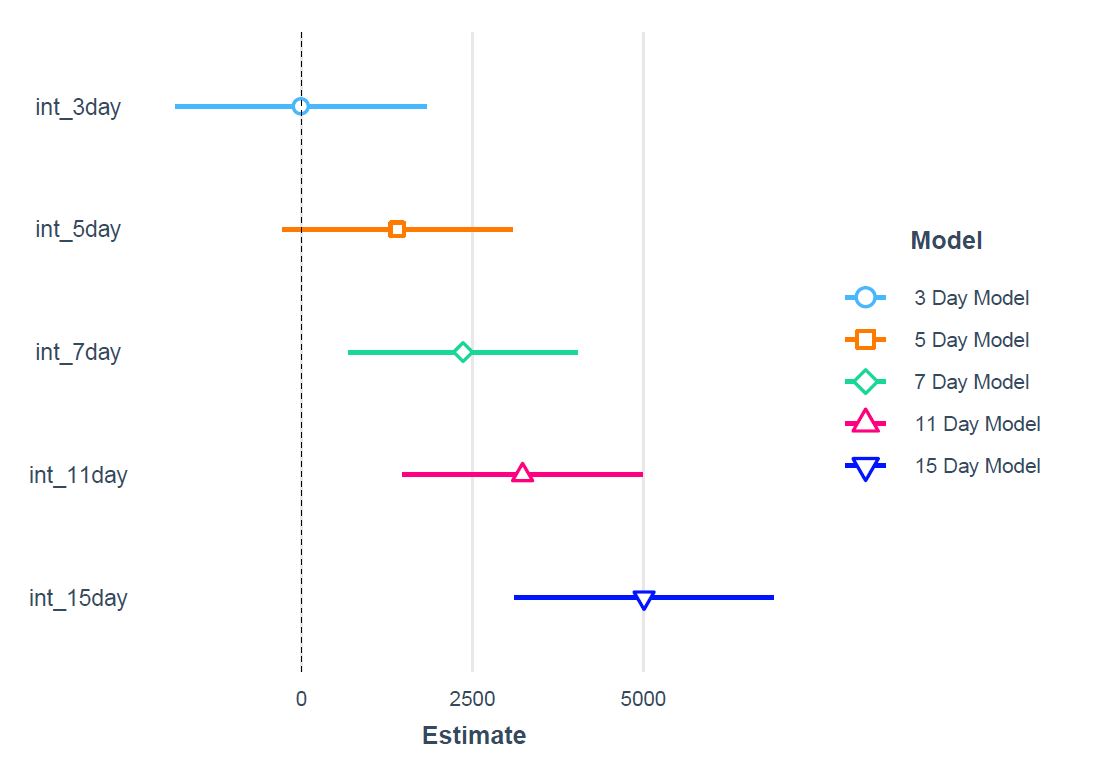 int_3day
int_5day
int_7day
int_11day
int_15day
0 2500 5000
Estimate
Model
3 Day Model
5 Day Model
7 Day Model
11 Day Model
15 Day Model